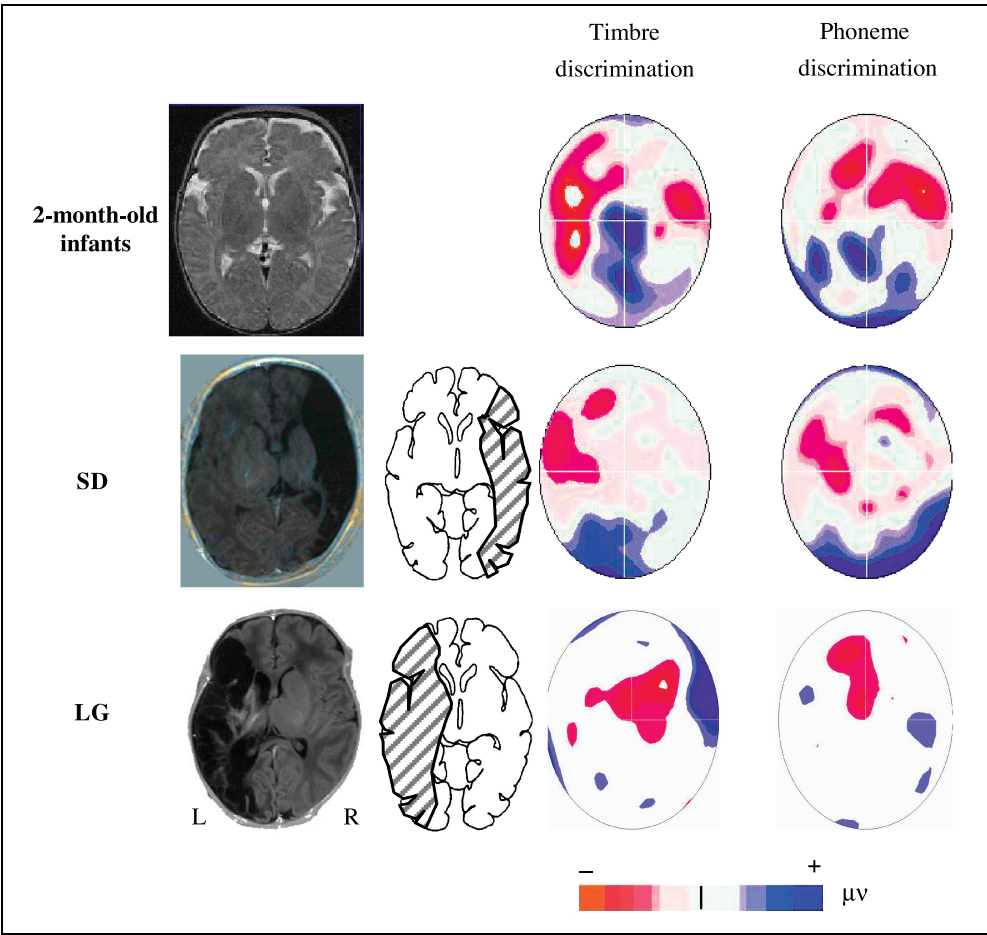 Timbre
discrimination
Phoneme
discrimination
2-month-old
infants
SD
LG
L
R
− +
μν